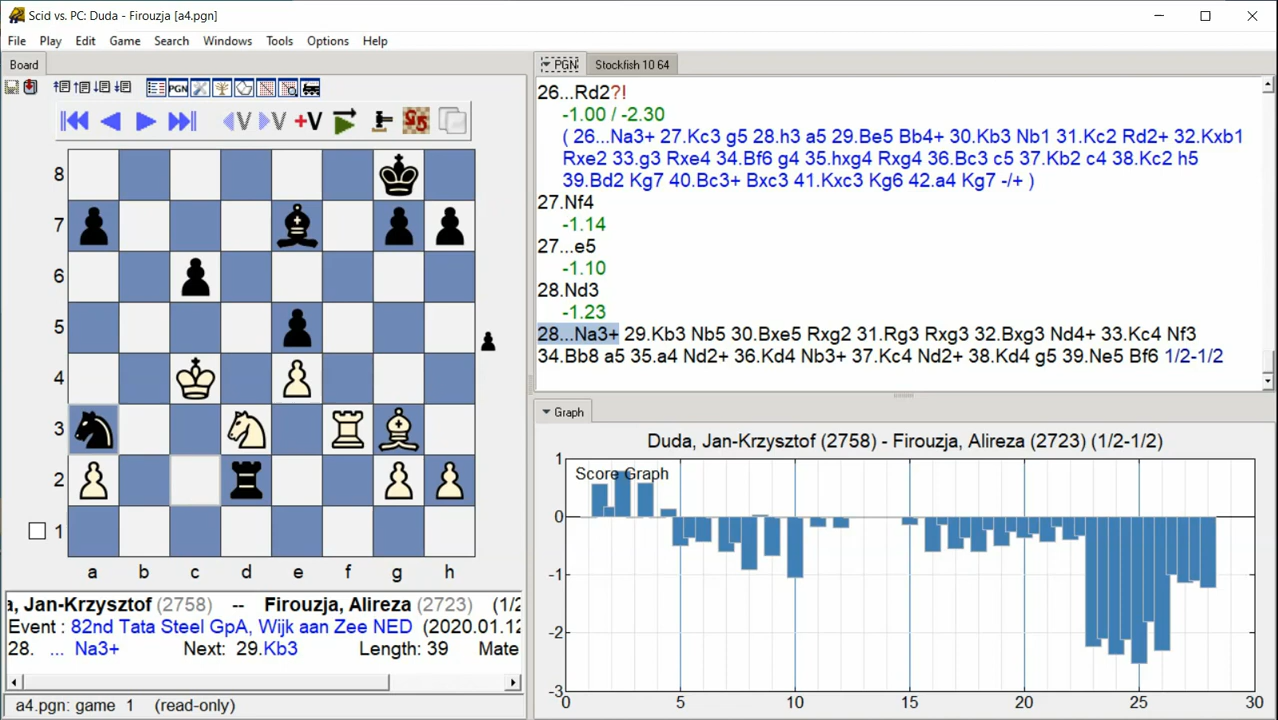 Scid vs. PC: Duda - Firouzja [a4.pgn]
File Play Edit Game Search Windows Tools Options Help
Board
PGN
8
7
6
5
4
3
2
1
a b c d e f g h
a, Jan-Krzysztof (2758) -- Firouzja, Alireza (2723) (1/2
Event : 82nd Tata Steel GpA, Wijk aan Zee NED (2020.01.12
28. ... Na3+ Next: 29.Kb3 Length: 39 Mate
a4.pgn: game 1 (read-only)
PGN Stockfish 10 64
26...Rd2?!
-1.00 / -2.30
( 26...Na3+ 27.Kc3 g5 28.h3 a5 29.Be5 Bb4+ 30.Kb3 Nb1 31.Kc2 Rd2+ 32.Kxb1
Rxe2 33.g3 Rxe4 34.Bf6 g4 35.hxg4 Rxg4 36.Bc3 c5 37.Kb2 c4 38.Kc2 h5
39.Bd2 Kg7 40.Bc3+ Bxc3 41.Kxc3 Kg6 42.a4 Kg7 -/+ )
27.Nf4
-1.14
27...e5
-1.10
28.Nd3
-1.23
28...Na3+ 29.Kb3 Nb5 30.Bxe5 Rxg2 31.Rg3 Rxg3 32.Bxg3 Nd4+ 33.Kc4 Nf3
34.Bb8 a5 35.a4 Nd2+ 36.Kd4 Nb3+ 37.Kc4 Nd2+ 38.Kd4 g5 39.Ne5 Bf6 1/2-1/2
Graph
Duda, Jan-Krzysztof (2758) - Firouzja, Alireza (2723) (1/2-1/2)
Score Graph
1
0
-1
-2
-3
0 5 10 15 20 25 30